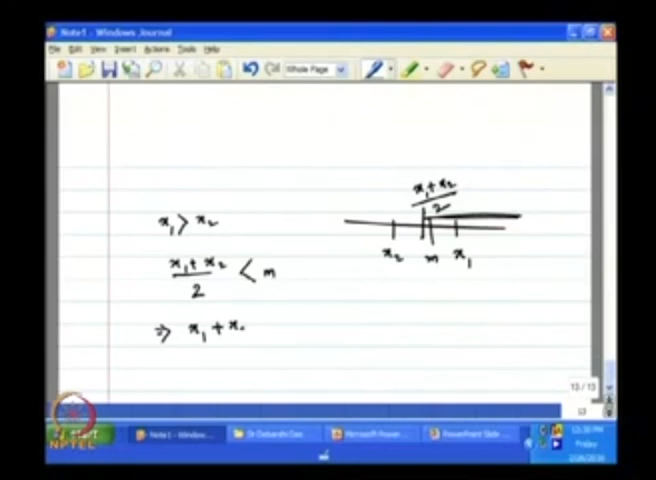 Note1 - Windows Journal
File Edit View Insert Actions Tools Help
Whole Page
x₁ + x₂
2
x₁ > x₂
x₂ m x₁
x₁ + x₂ < m
2
⇒ x₁ + x
13 / 13
13
start
Note1 - Window...
Dr Debarshi Das
Microsoft Power...
PowerPoint Slide ...
Friday
NPTEL